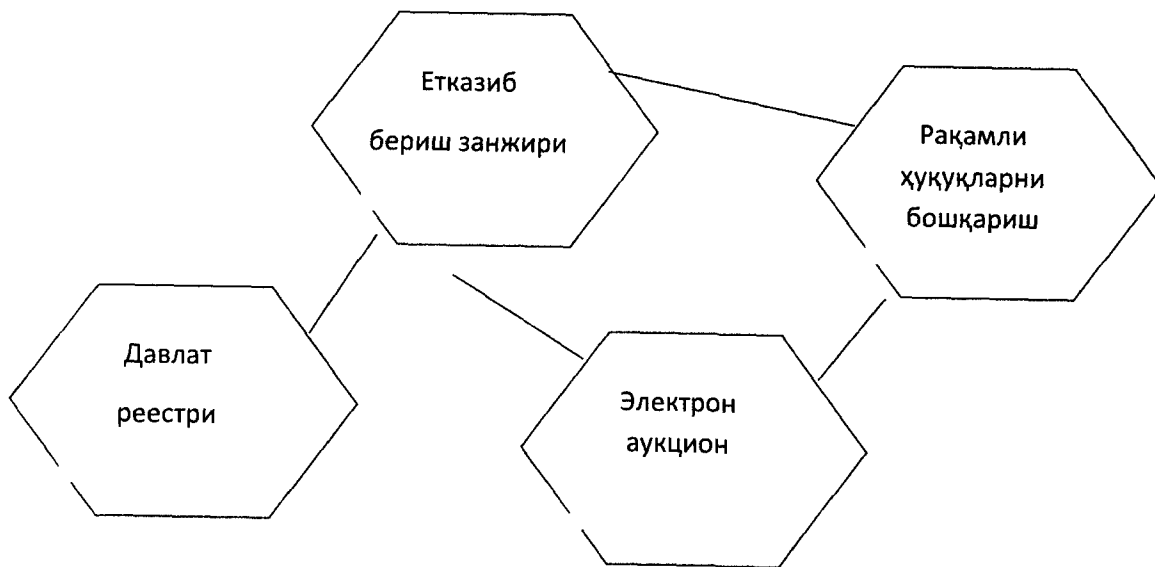 Етказиб
бериш занжири
Рақамли
ҳуқуқларни
бошқариш
Давлат
реестри
Электрон
аукцион